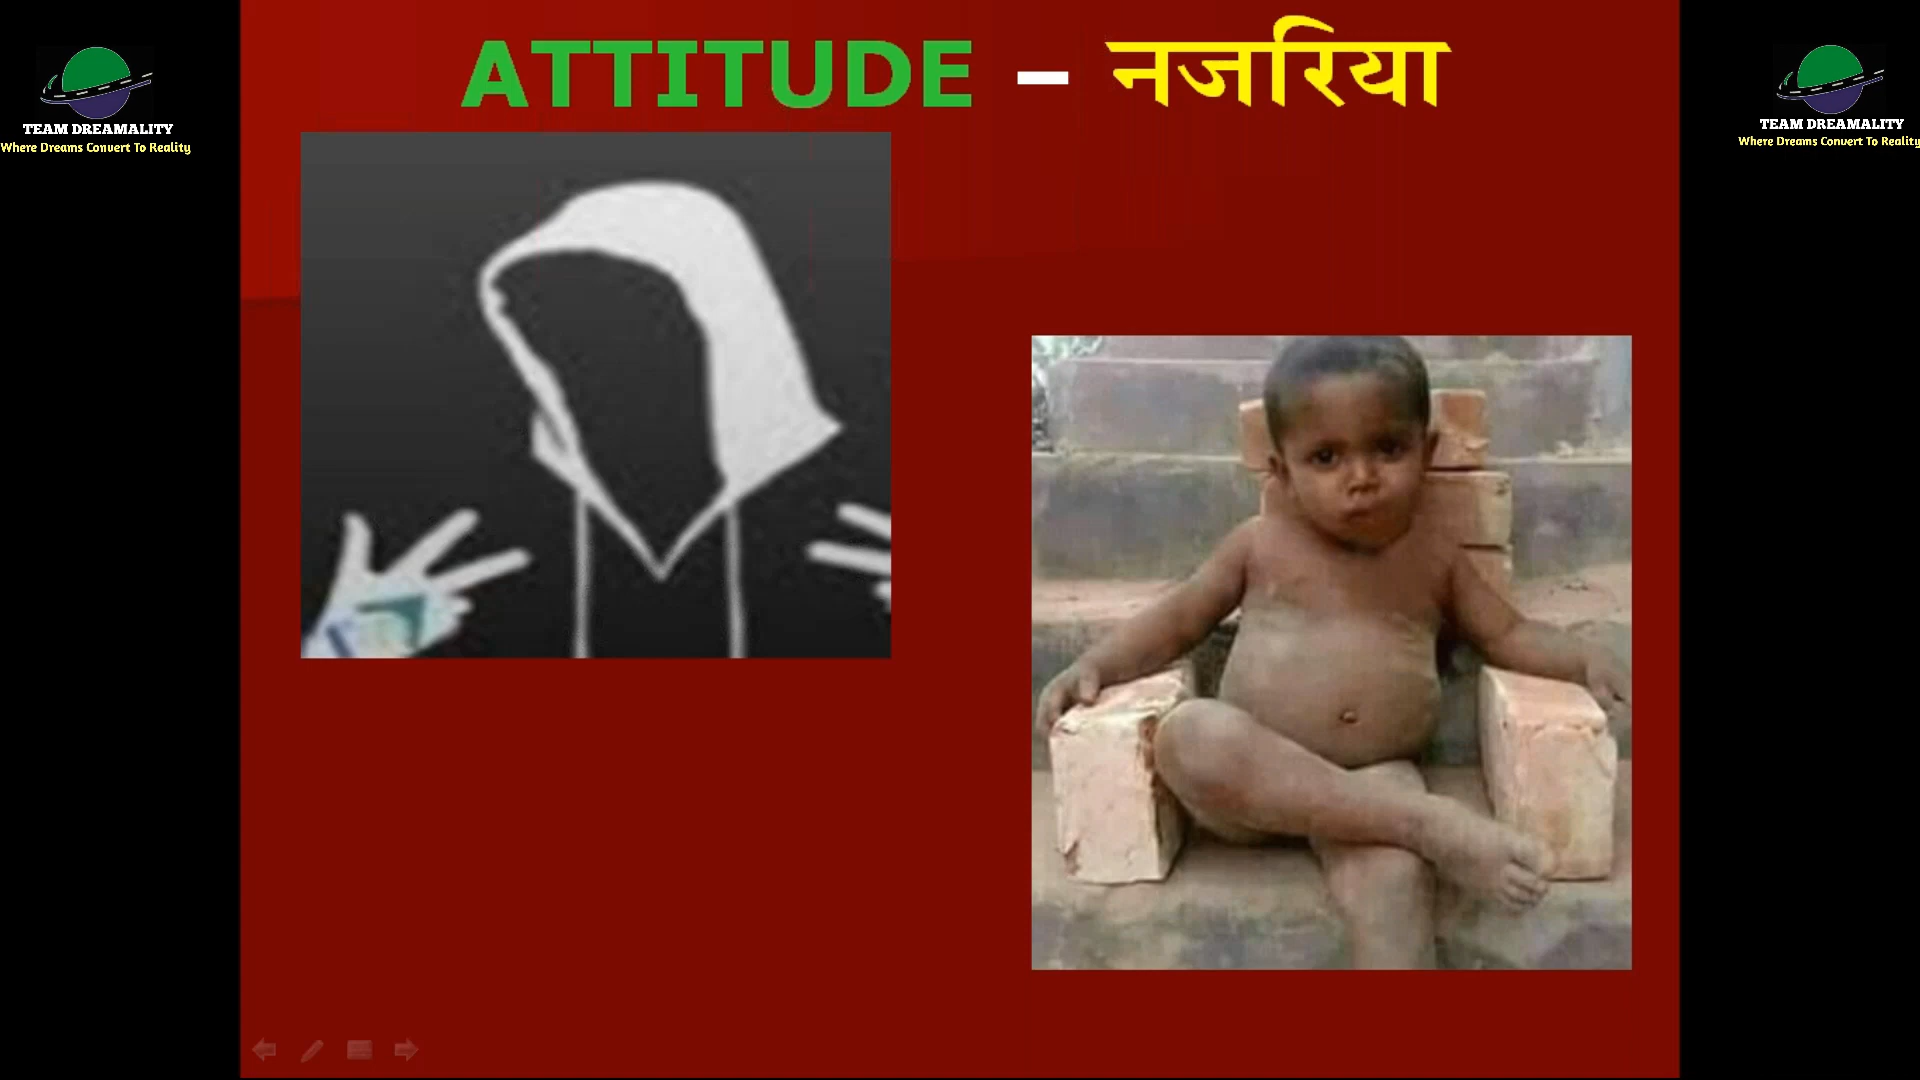 ATTITUDE – नजरिया
TEAM DREAMALITY
Where Dreams Convert To Reality
TEAM DREAMALITY
Where Dreams Convert To Reality